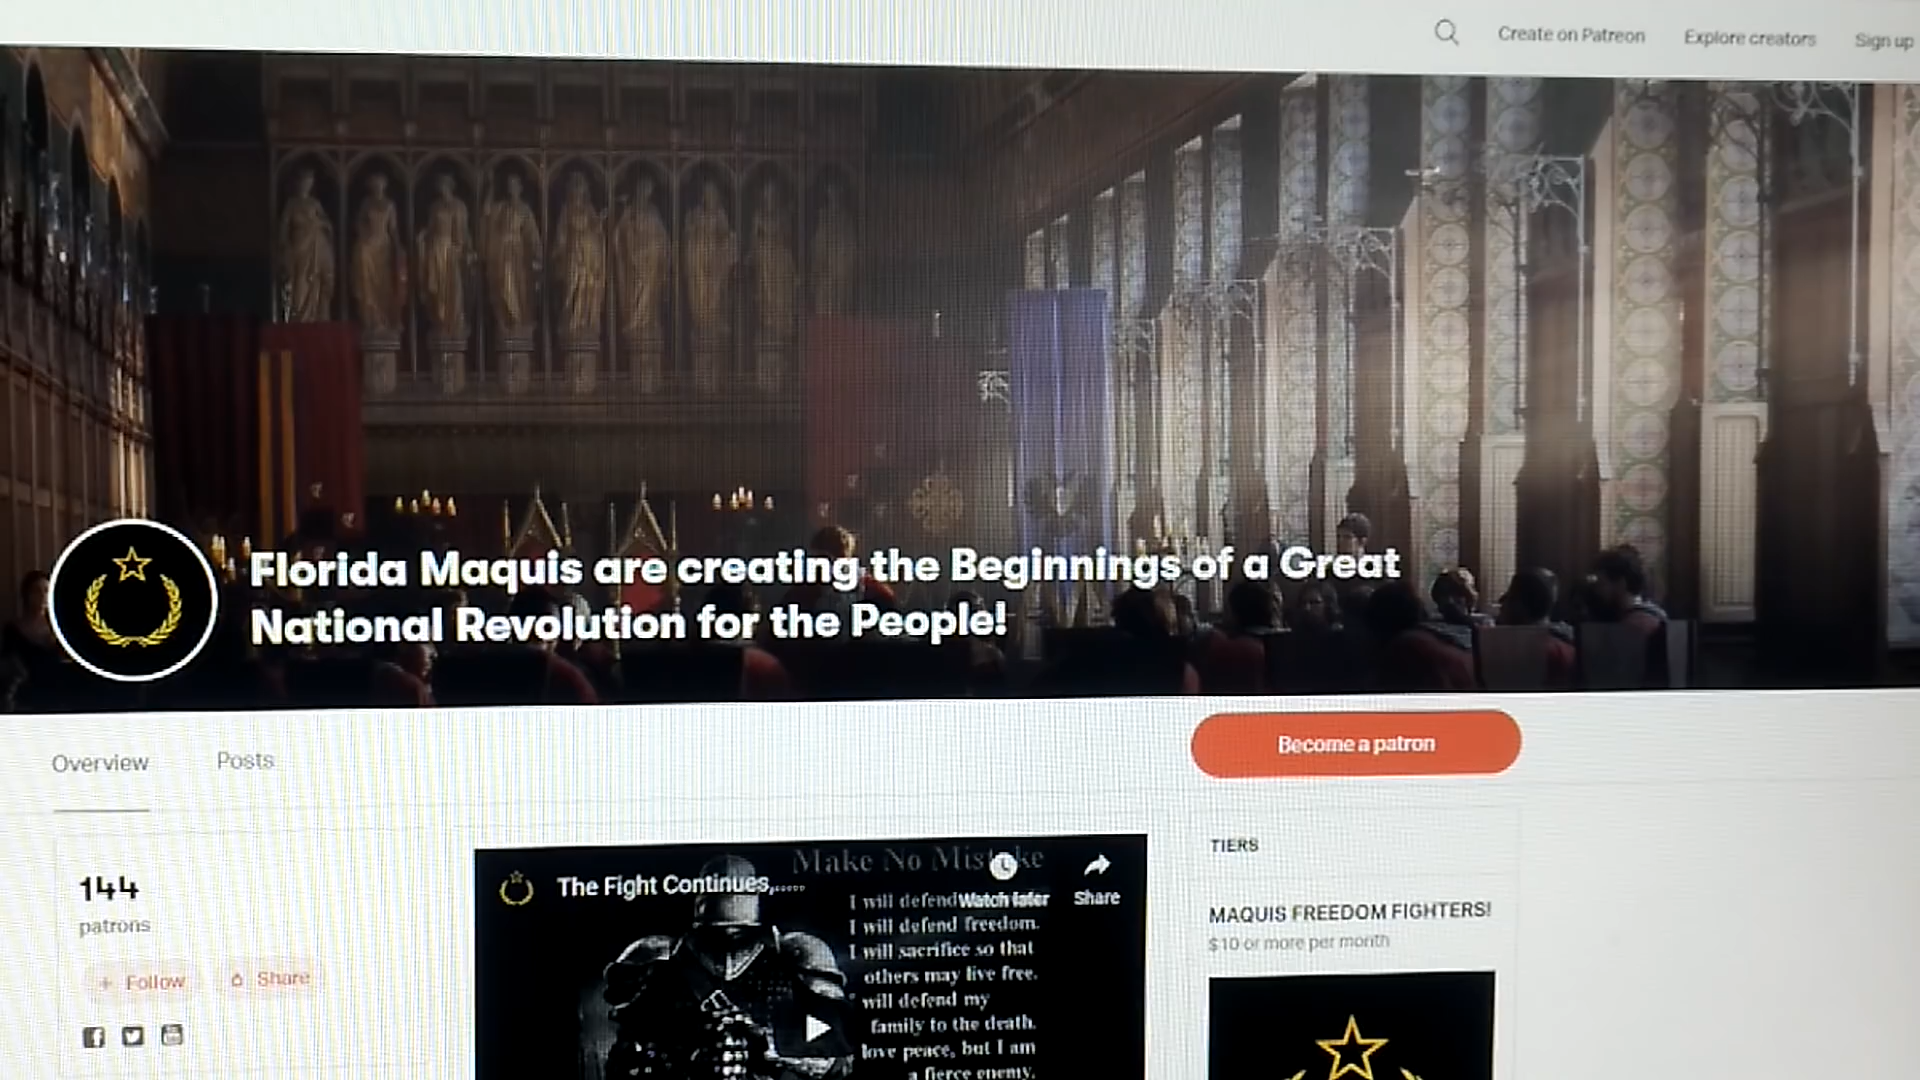 Create on Patreon
Explore creators
Sign up
Florida Maquis are creating the Beginnings of a Great
National Revolution for the People!
Become a patron
Overview
Posts
144
patrons
+ Follow
Share
The Fight Continues,.....
Watch later
Share
Make No Mistake
I will defend
I will defend freedom.
I will sacrifice so that
others may live free.
will defend my
family to the death.
love peace, but I am
a fierce enemy.
TIERS
MAQUIS FREEDOM FIGHTERS!
$10 or more per month